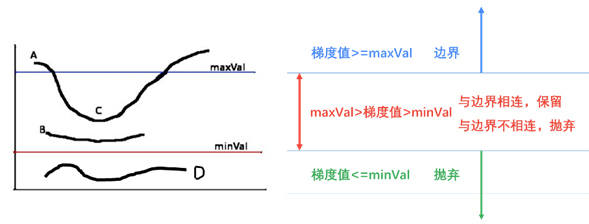 A
maxVal
C
B
minVal
D
梯度值>=maxVal 边界
maxVal>梯度值>minVal
与边界相连，保留
与边界不相连，抛弃
梯度值<=minVal 抛弃